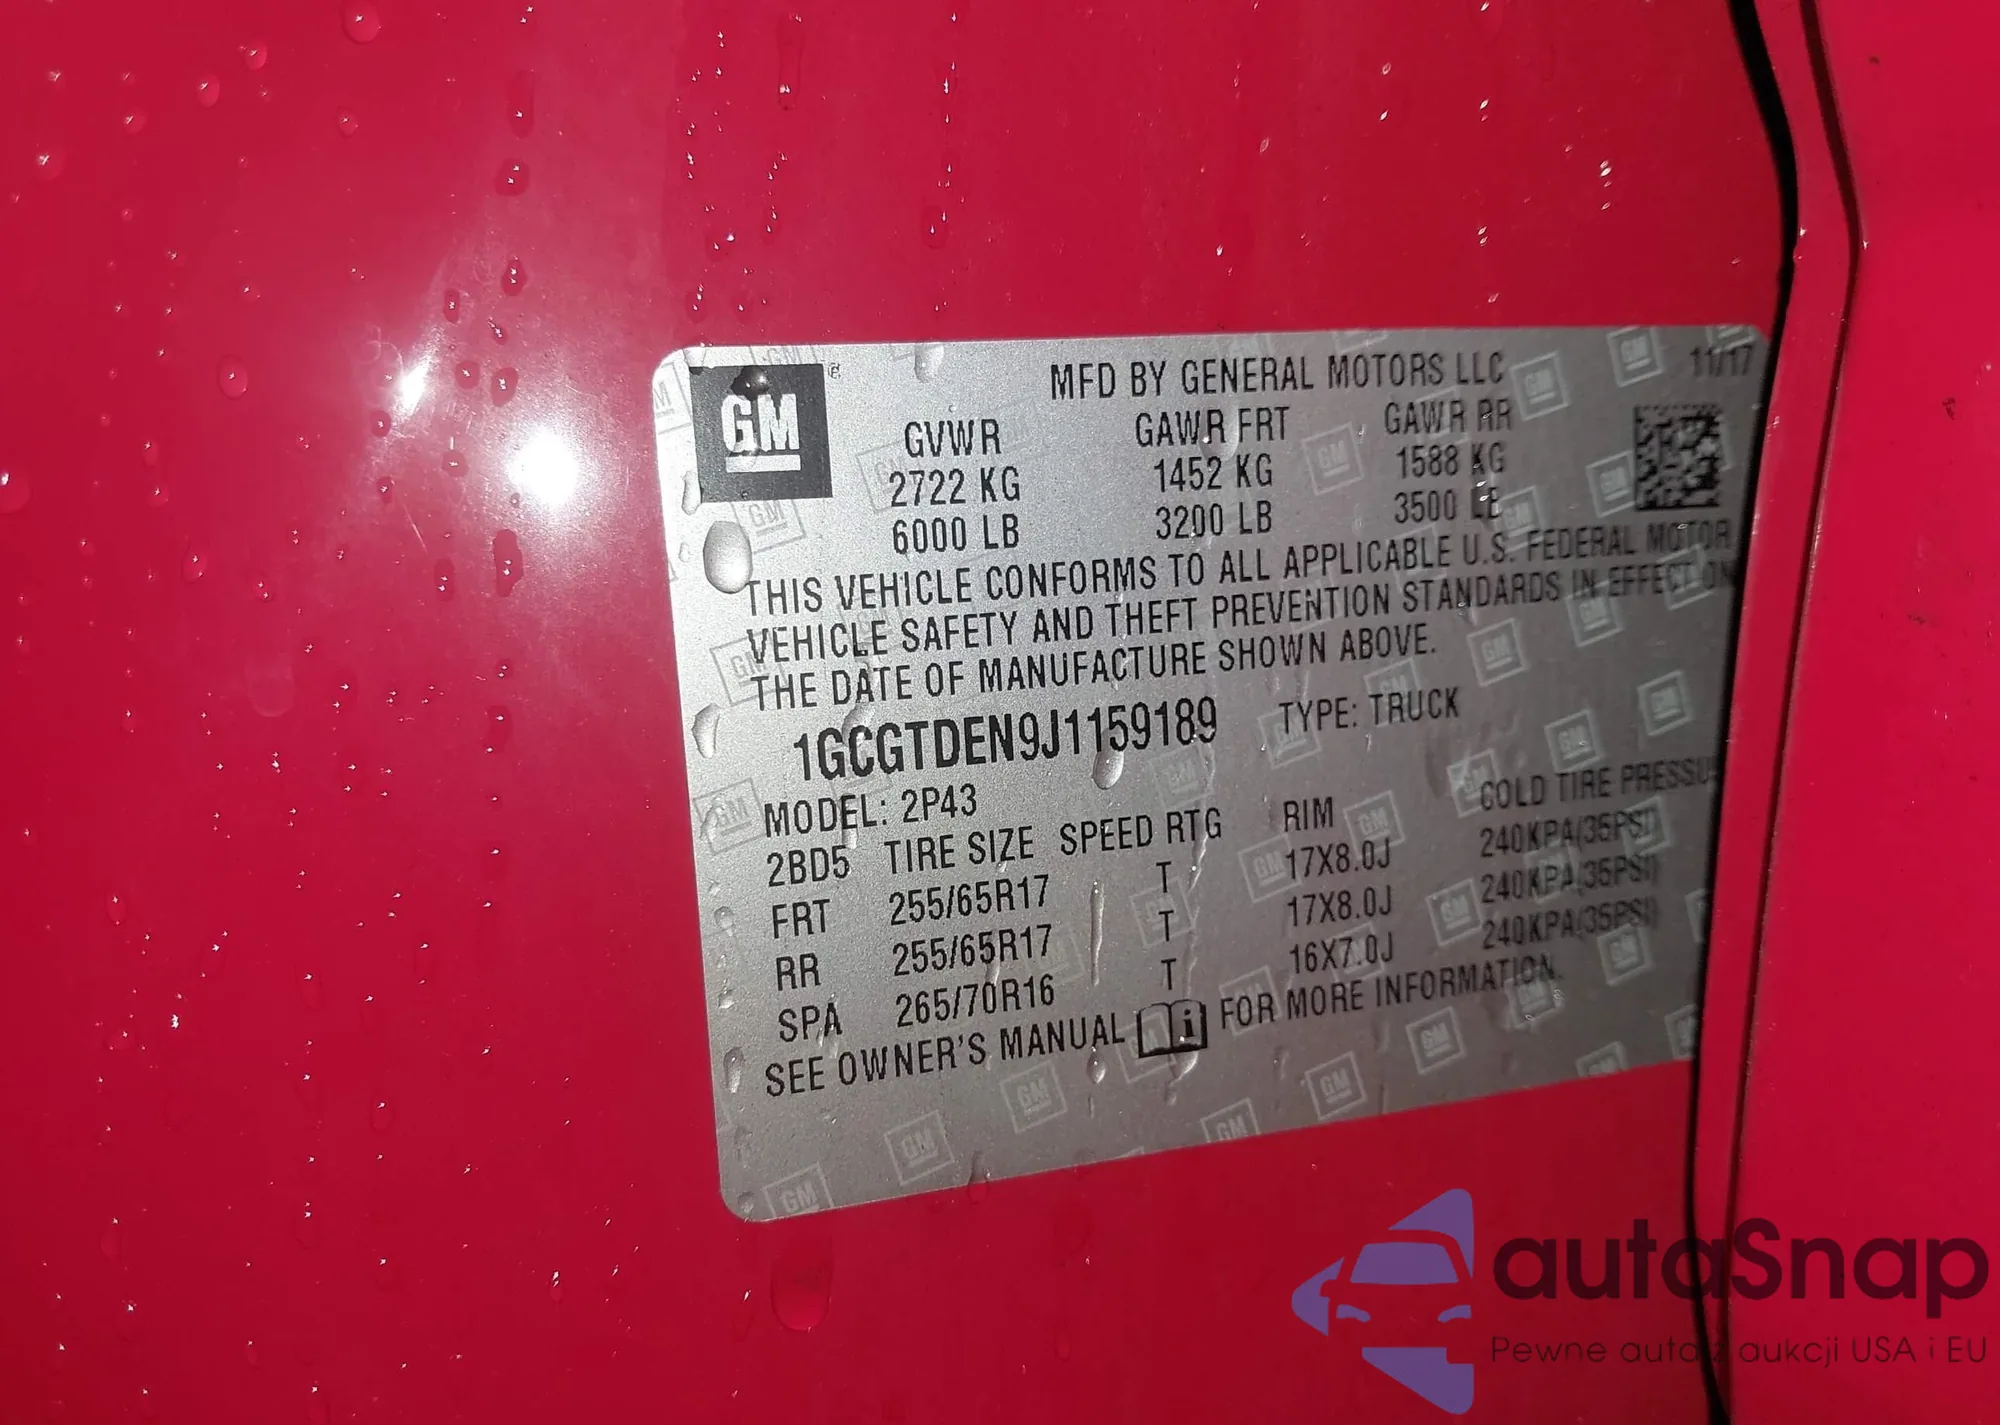 GM
MFD BY GENERAL MOTORS LLC 11/17
GVWR GAWR FRT GAWR RR
2722 KG 1452 KG 1588 KG
6000 LB 3200 LB 3500 LB
THIS VEHICLE CONFORMS TO ALL APPLICABLE U.S. FEDERAL MOTOR
VEHICLE SAFETY AND THEFT PREVENTION STANDARDS IN EFFECT ON
THE DATE OF MANUFACTURE SHOWN ABOVE.
1GCGTDEN9J1159189 TYPE: TRUCK
MODEL: 2P43
2BD5 TIRE SIZE SPEED RTG RIM COLD TIRE PRESSU
FRT 255/65R17 T 17X8.0J 240KPA(35PSI)
RR 255/65R17 T 17X8.0J 240KPA(35PSI)
SPA 265/70R16 T 16X7.0J 240KPA(35PSI)
SEE OWNER'S MANUAL i FOR MORE INFORMATION.
autaSnap
Pewne auta z aukcji USA i EU